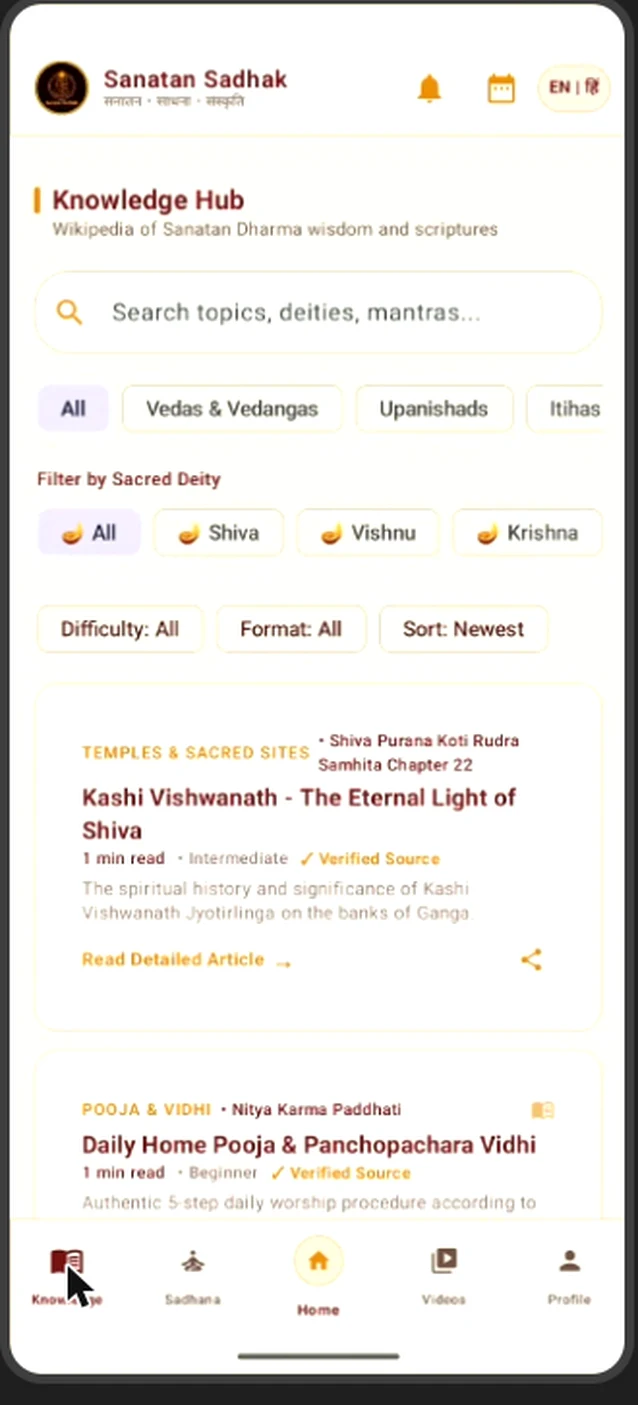 Sanatan Sadhak
सनातन • साधना • संस्कृति
EN | हिं
Knowledge Hub
Wikipedia of Sanatan Dharma wisdom and scriptures
Search topics, deities, mantras...
All
Vedas & Vedangas
Upanishads
Itihas
Filter by Sacred Deity
🪔 All
🪔 Shiva
🪔 Vishnu
🪔 Krishna
Difficulty: All
Format: All
Sort: Newest
TEMPLES & SACRED SITES
• Shiva Purana Koti Rudra
Samhita Chapter 22
Kashi Vishwanath - The Eternal Light of
Shiva
1 min read • Intermediate ✓ Verified Source
The spiritual history and significance of Kashi
Vishwanath Jyotirlinga on the banks of Ganga.
Read Detailed Article →
POOJA & VIDHI • Nitya Karma Paddhati
Daily Home Pooja & Panchopachara Vidhi
1 min read • Beginner ✓ Verified Source
Authentic 5-step daily worship procedure according to
Sadhana
Home
Videos
Profile